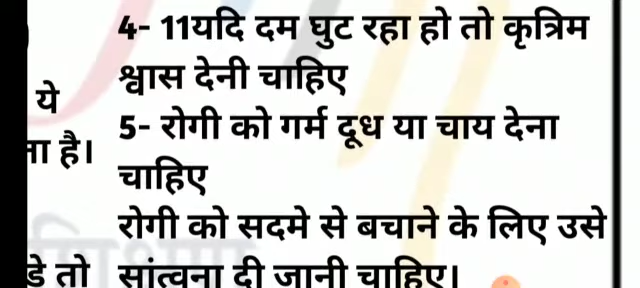 4- 11यदि दम घुट रहा हो तो कृत्रिम
श्वास देनी चाहिए
ये
5- रोगी को गर्म दूध या चाय देना
है।
चाहिए
रोगी को सदमे से बचाने के लिए उसे
तो सांत्वना दी जानी चाहिए।